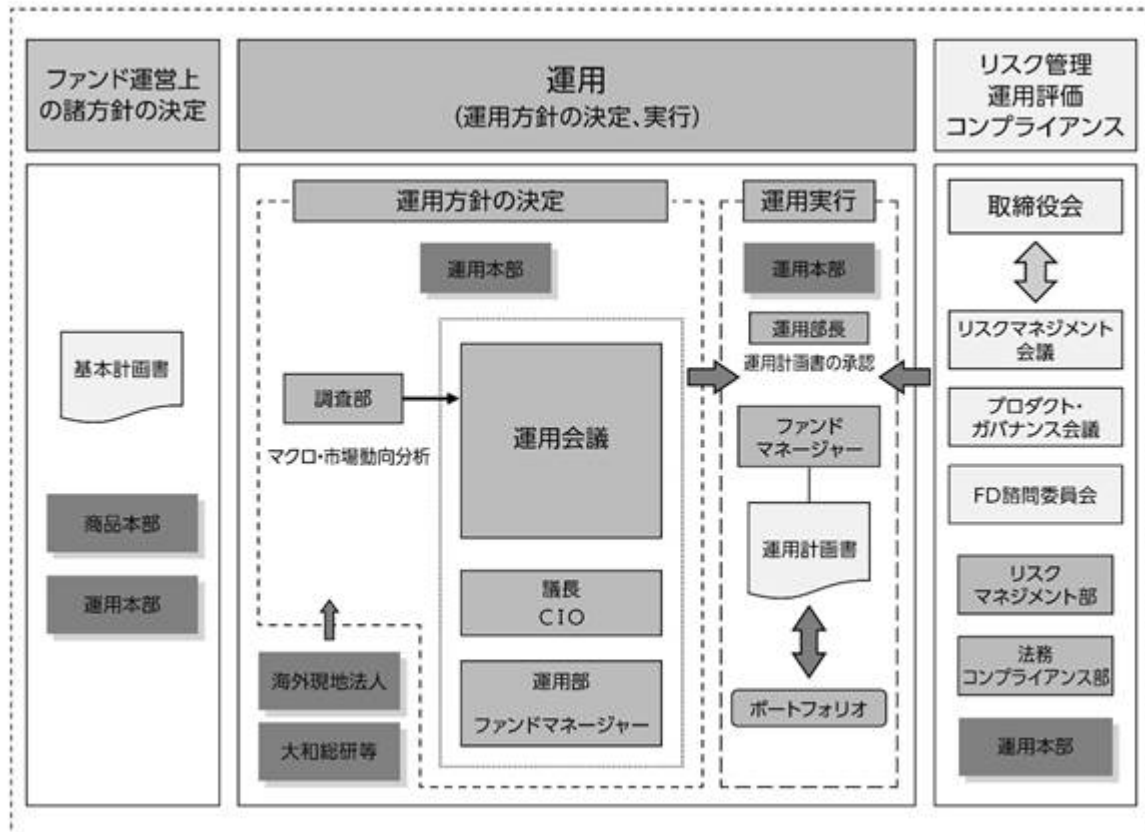 ファンド運営上
の諸方針の決定
基本計画書
商品本部
運用本部
運用
(運用方針の決定、実行)
運用方針の決定
運用本部
調査部
マクロ・市場動向分析
運用会議
議長
CIO
運用部
ファンドマネージャー
海外現地法人
大和総研等
運用実行
運用本部
運用部長
運用計画書の承認
ファンド
マネージャー
運用計画書
ポートフォリオ
リスク管理
運用評価
コンプライアンス
取締役会
リスクマネジメント
会議
プロダクト・
ガバナンス会議
FD諮問委員会
リスク
マネジメント部
法務
コンプライアンス部
運用本部